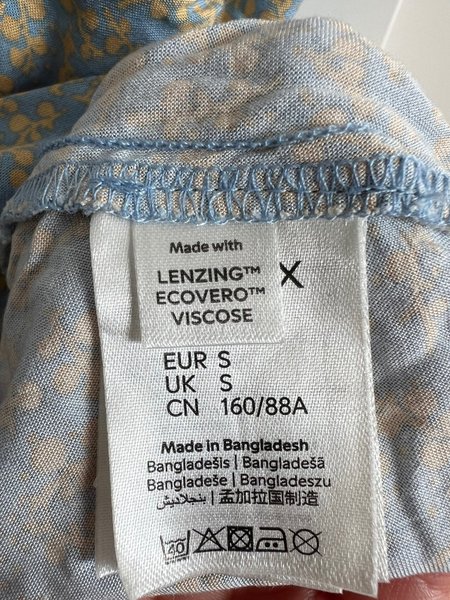 Made with
LENZING™
ECOVERO™
VISCOSE
X
EUR S
UK S
CN 160/88A
Made in Bangladesh
Bangladešis | Bangladešā
Bangladeše | Bangladeszu
بنجلاديش | 孟加拉国制造
40